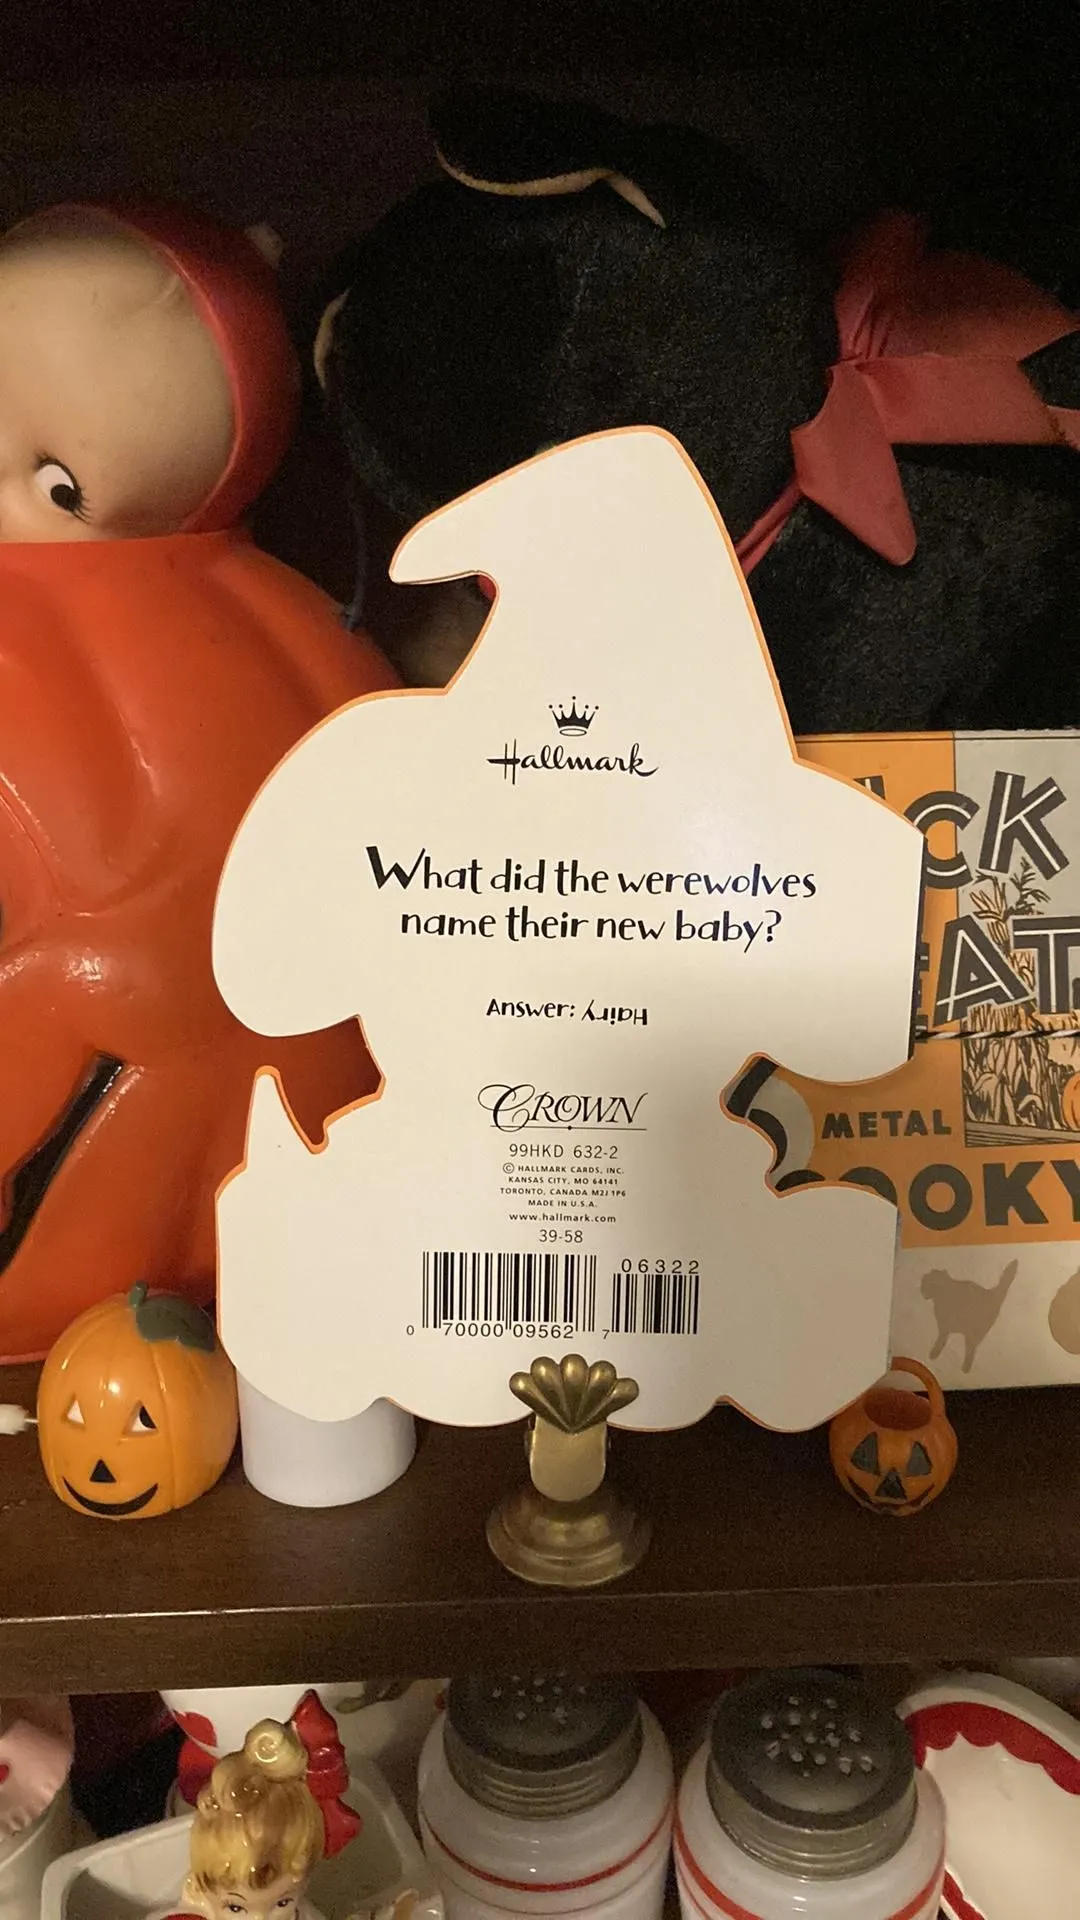 Hallmark
What did the werewolves
name their new baby?
Answer: Hairy
CROWN
99HKD 632-2
© HALLMARK CARDS, INC.
KANSAS CITY, MO 64141
TORONTO, CANADA M2J 1P6
MADE IN U.S.A.
www.hallmark.com
39-58
06322
0 70000 09562 7
METAL